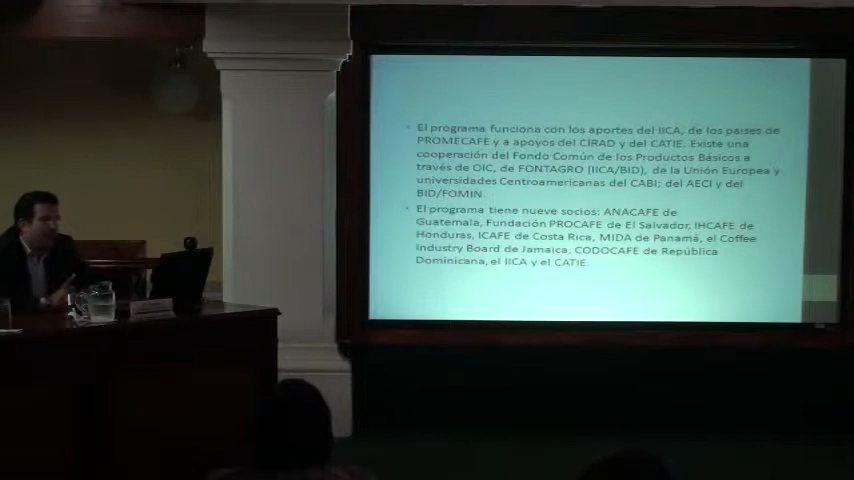 • El programa funciona con los aportes del IICA, de los países de
PROMECAFE y a apoyos del CIRAD y del CATIE. Existe una
cooperación del Fondo Común de los Productos Básicos a
través de OIC, de FONTAGRO (IICA/BID), de la Unión Europea y
universidades Centroamericanas del CABI; del AECI y del
BID/FOMIN.
• El programa tiene nueve socios: ANACAFE de
Guatemala, Fundación PROCAFE de El Salvador, IHCAFE de
Honduras, ICAFE de Costa Rica, MIDA de Panamá, el Coffee
Industry Board de Jamaica, CODOCAFE de República
Dominicana, el IICA y el CATIE.